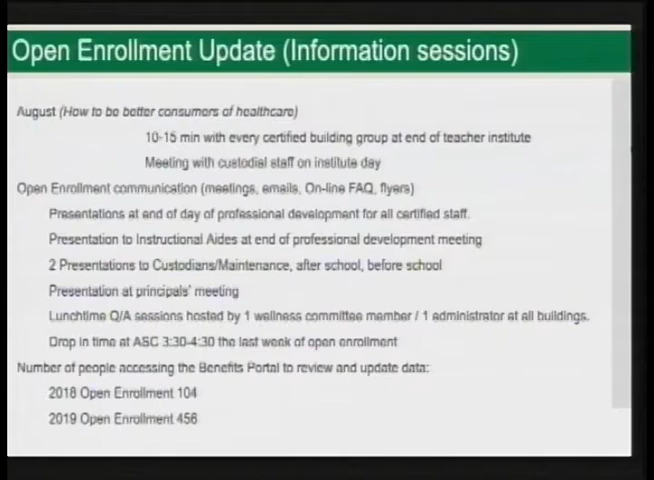 Open Enrollment Update (Information sessions)
August (How to be better consumers of healthcare)
10-15 min with every certified building group at end of teacher institute
Meeting with custodial staff on institute day
Open Enrollment communication (meetings, emails, On-line FAQ, flyers)
Presentations at end of day of professional development for all certified staff.
Presentation to Instructional Aides at end of professional development meeting
2 Presentations to Custodians/Maintenance, after school, before school
Presentation at principals' meeting
Lunchtime Q/A sessions hosted by 1 wellness committee member / 1 administrator at all buildings.
Drop in time at ASC 3:30-4:30 the last week of open enrollment
Number of people accessing the Benefits Portal to review and update data:
2018 Open Enrollment 104
2019 Open Enrollment 456